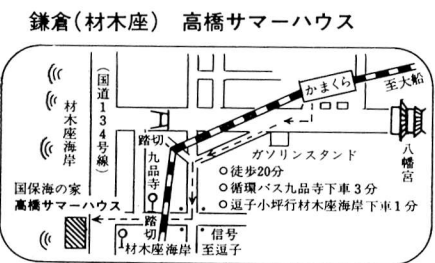 鎌倉(材木座) 高橋サマーハウス
かまくら
至大船
(国道134号線)
材木座海岸
踏切
九品寺
ガソリンスタンド
八幡宮
○徒歩20分
○循環バス九品寺下車3分
○逗子小坪行材木座海岸下車1分
国保海の家
高橋サマーハウス
踏切
材木座海岸
信号
至逗子